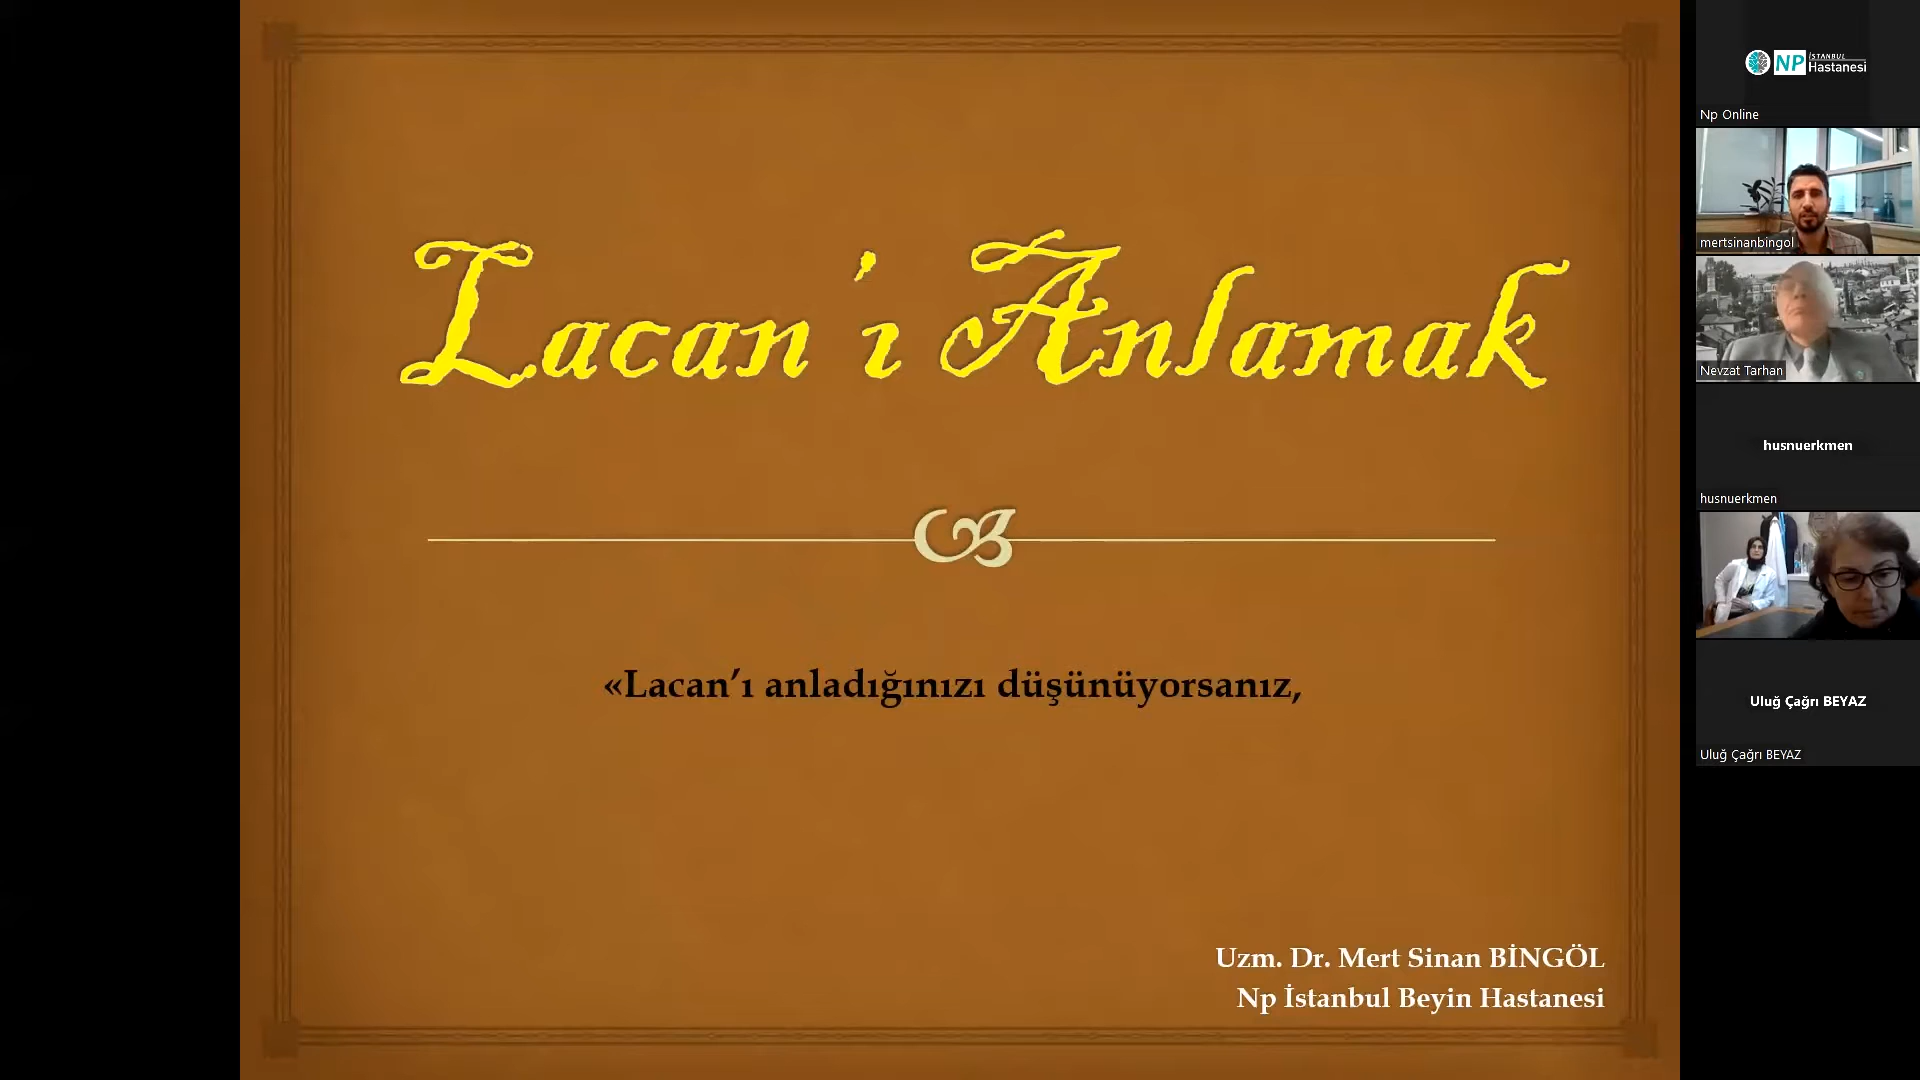 Lacan'ı Anlamak
«Lacan’ı anladığınızı düşünüyorsanız,
Uzm. Dr. Mert Sinan BİNGÖL
Np İstanbul Beyin Hastanesi
NP İSTANBUL Hastanesi
Np Online
mertsinanbingol
Nevzat Tarhan
husnuerkmen
husnuerkmen
Uluğ Çağrı BEYAZ
Uluğ Çağrı BEYAZ